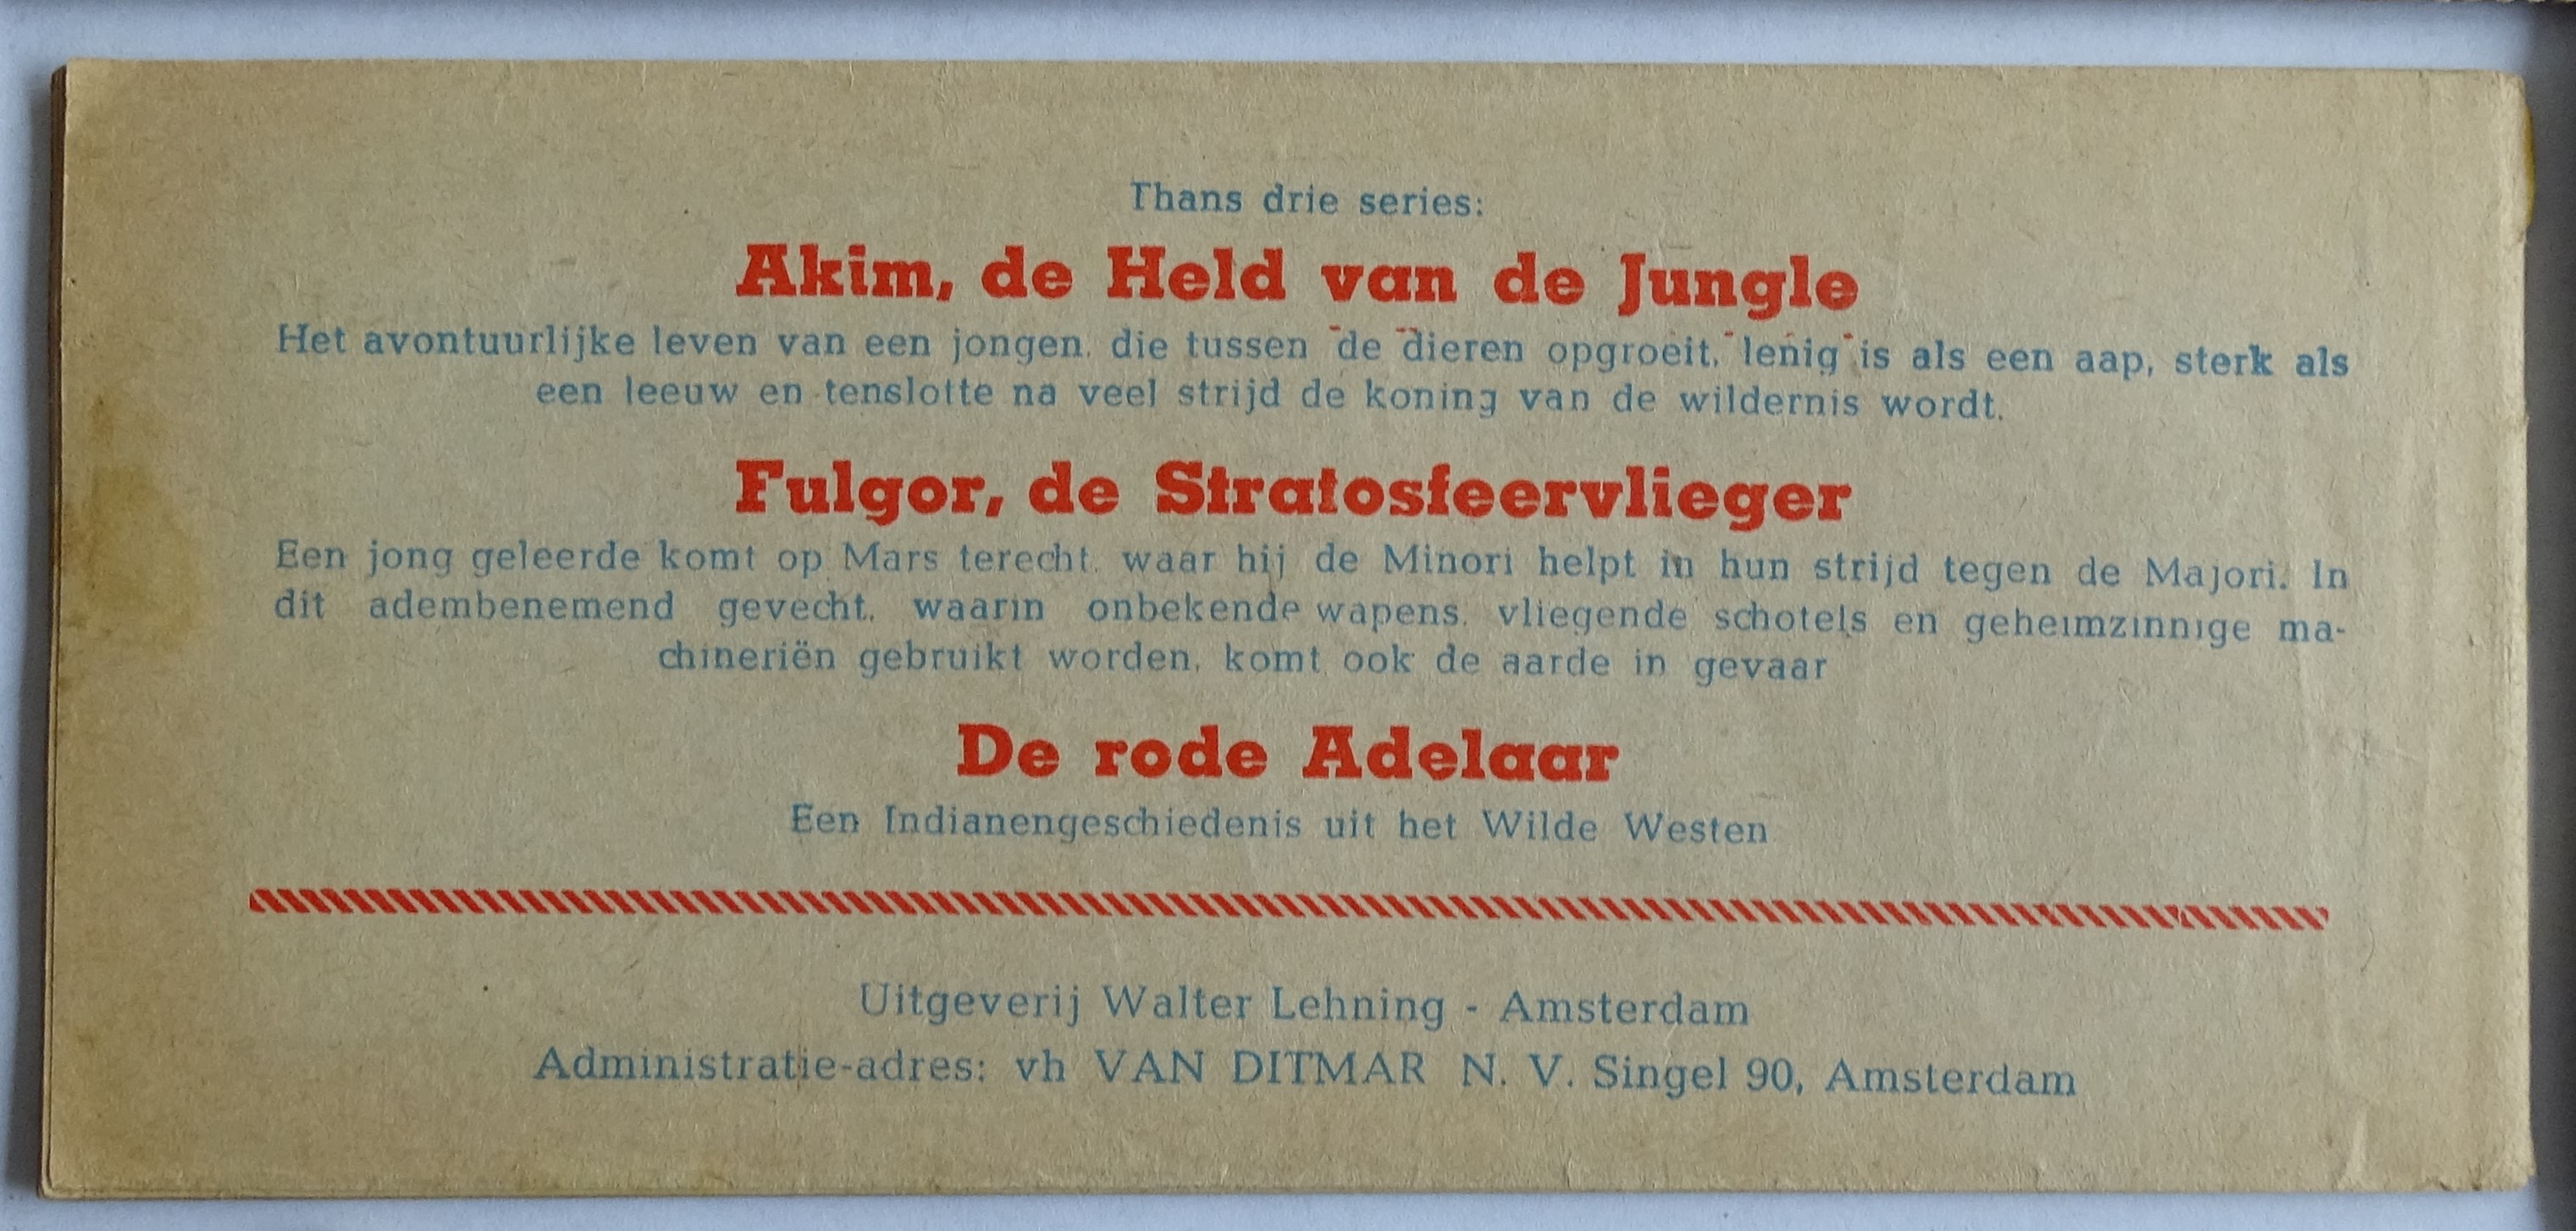 Thans drie series:
Akim, de Held van de Jungle
Het avontuurlijke leven van een jongen, die tussen de dieren opgroeit, lenig is als een aap, sterk als
een leeuw en tenslotte na veel strijd de koning van de wildernis wordt.
Fulgor, de Stratosfeervlieger
Een jong geleerde komt op Mars terecht, waar hij de Minori helpt in hun strijd tegen de Majori. In
dit adembenemend gevecht, waarin onbekende wapens, vliegende schotels en geheimzinnige ma-
chineriën gebruikt worden, komt ook de aarde in gevaar
De rode Adelaar
Een Indianengeschiedenis uit het Wilde Westen
Uitgeverij Walter Lehning - Amsterdam
Administratie-adres: vh VAN DITMAR N. V. Singel 90, Amsterdam